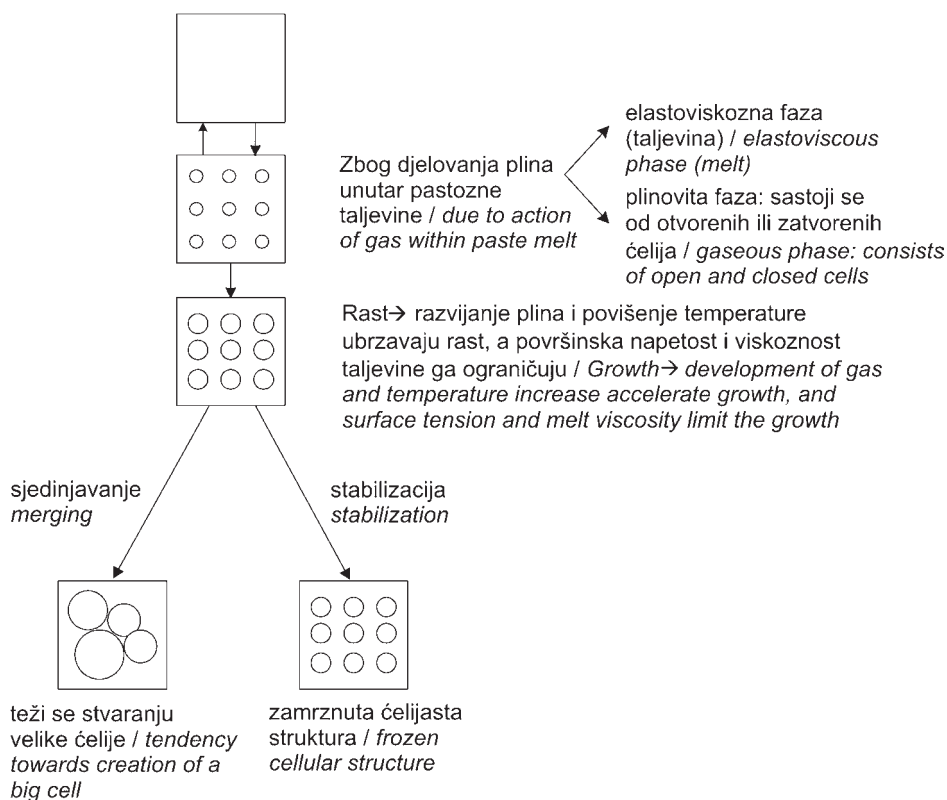 Zbog djelovanja plina
unutar pastozne
taljevine / due to action
of gas within paste melt
elastoviskozna faza
(taljevina) / elastoviscous
phase (melt)
plinovita faza: sastoji se
od otvorenih ili zatvorenih
ćelija / gaseous phase: consists
of open and closed cells
Rast→ razvijanje plina i povišenje temperature
ubrzavaju rast, a površinska napetost i viskoznost
taljevine ga ograničuju / Growth→ development of gas
and temperature increase accelerate growth, and
surface tension and melt viscosity limit the growth
sjedinjavanje
merging
stabilizacija
stabilization
teži se stvaranju
velike ćelije / tendency
towards creation of a
big cell
zamrznuta ćelijasta
struktura / frozen
cellular structure